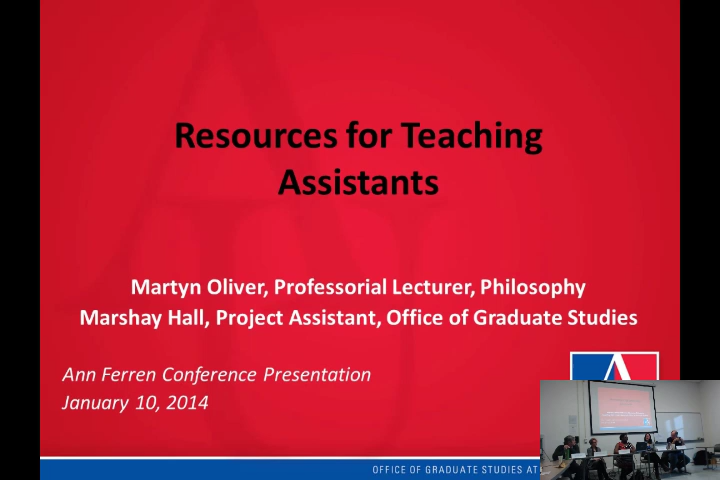 Resources for Teaching
Assistants
Martyn Oliver, Professorial Lecturer, Philosophy
Marshay Hall, Project Assistant, Office of Graduate Studies
Ann Ferren Conference Presentation
January 10, 2014
OFFICE OF GRADUATE STUDIES AT